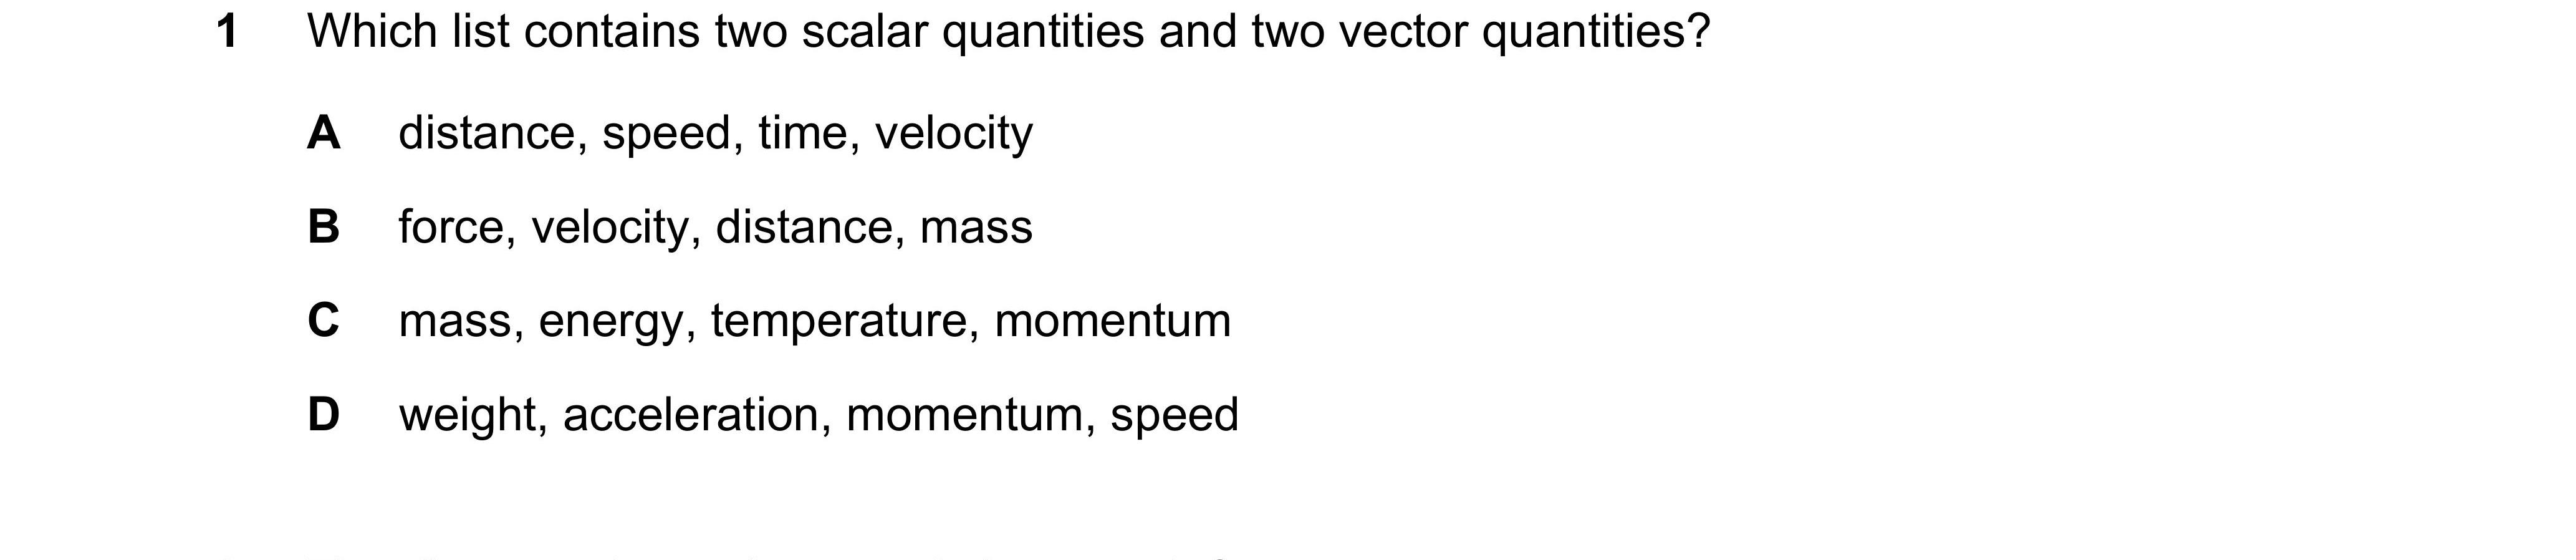 1 Which list contains two scalar quantities and two vector quantities?
A distance, speed, time, velocity
B force, velocity, distance, mass
C mass, energy, temperature, momentum
D weight, acceleration, momentum, speed